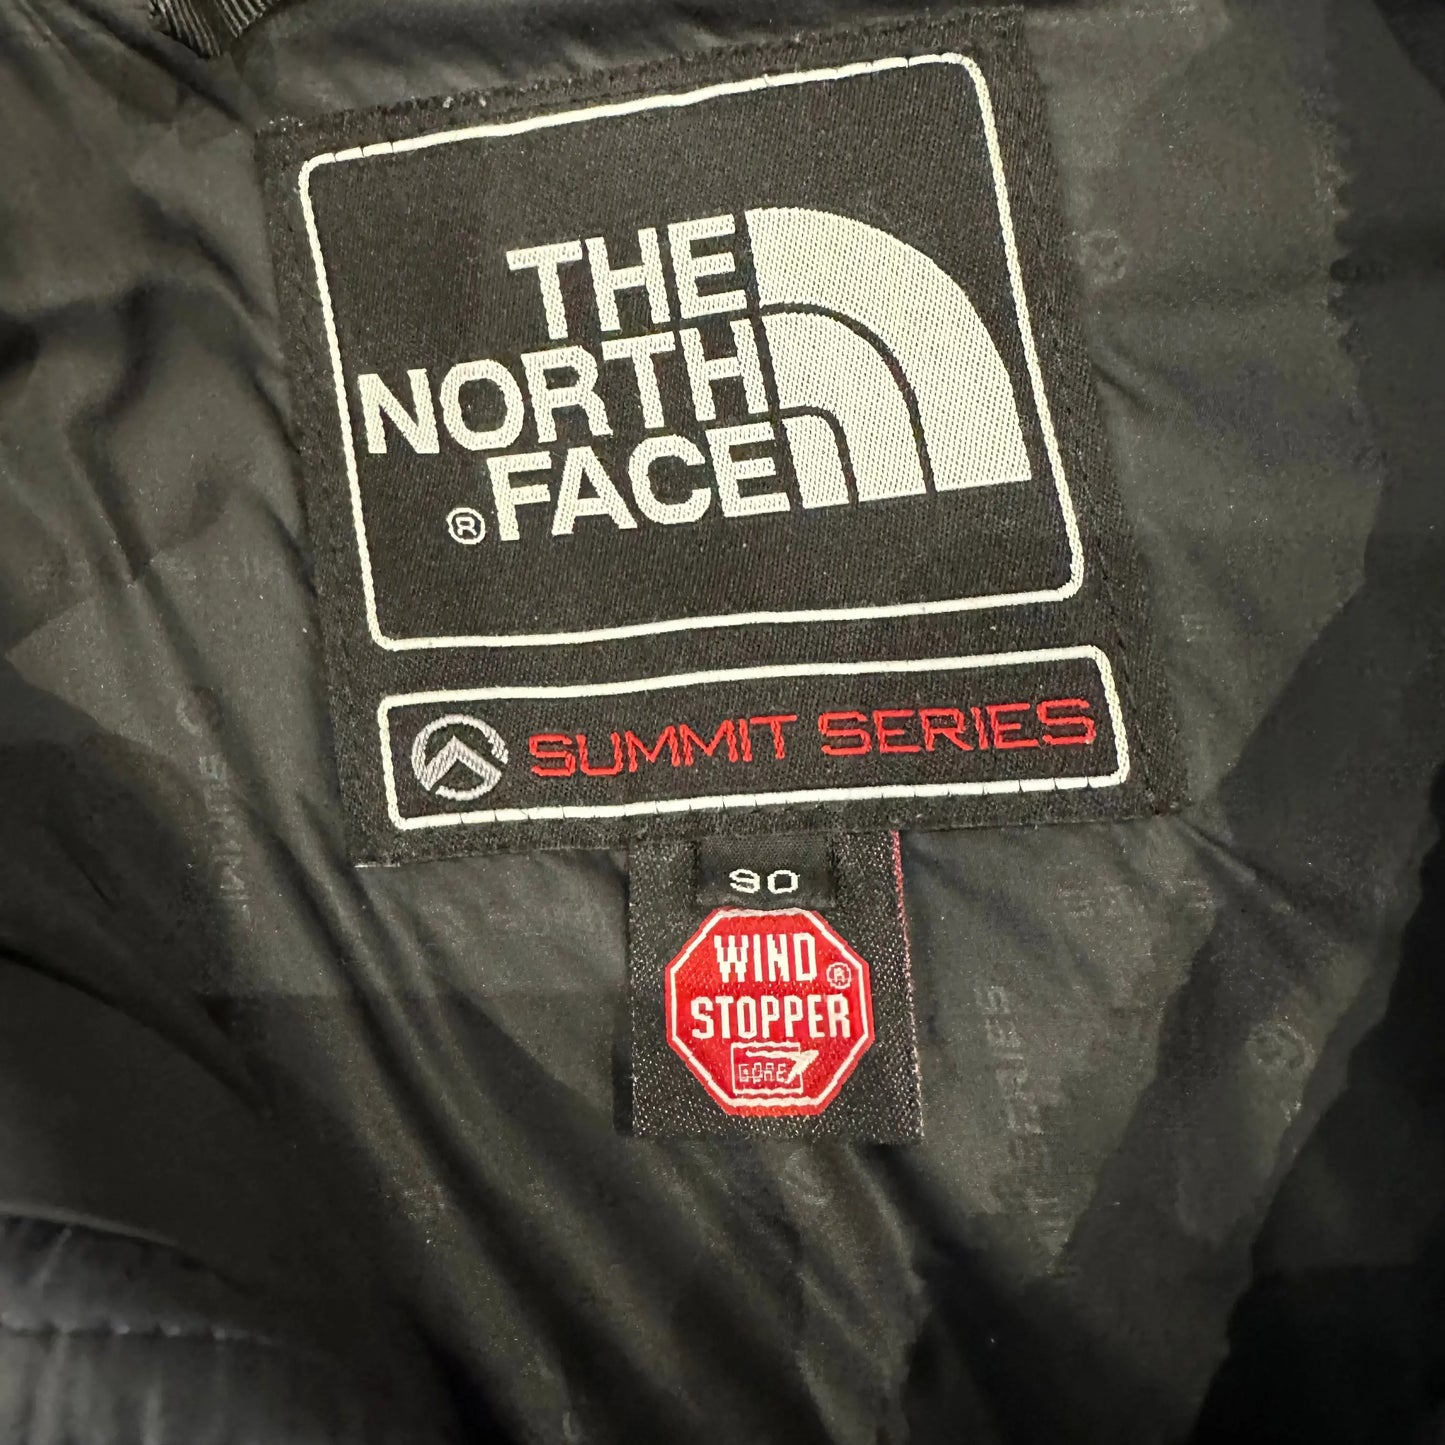 THE
NORTH
® FACE
SUMMIT SERIES
90
WIND ®
STOPPER
GORE